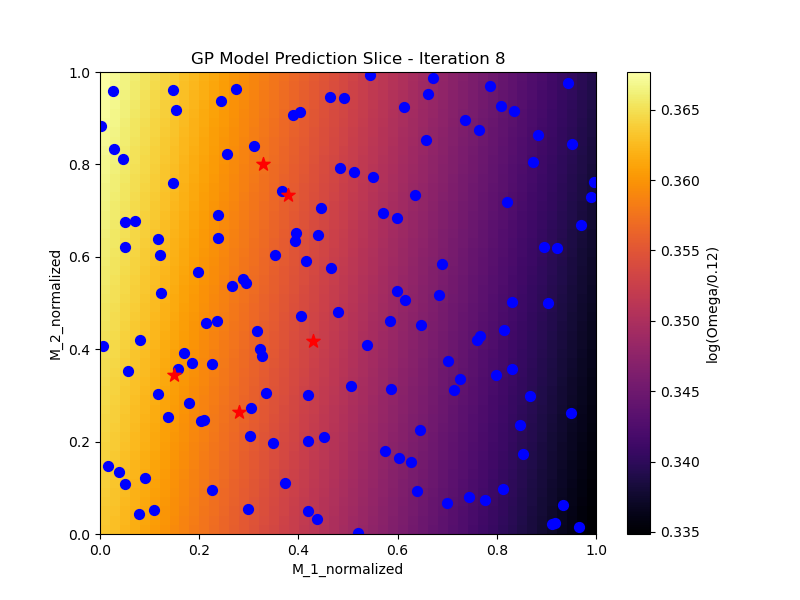 GP Model Prediction Slice - Iteration 8
1.0
0.8
0.6
0.4
0.2
0.0
M_2_normalized
0.0 0.2 0.4 0.6 0.8 1.0
M_1_normalized
0.365
0.360
0.355
0.350
0.345
0.340
0.335
log(Omega/0.12)